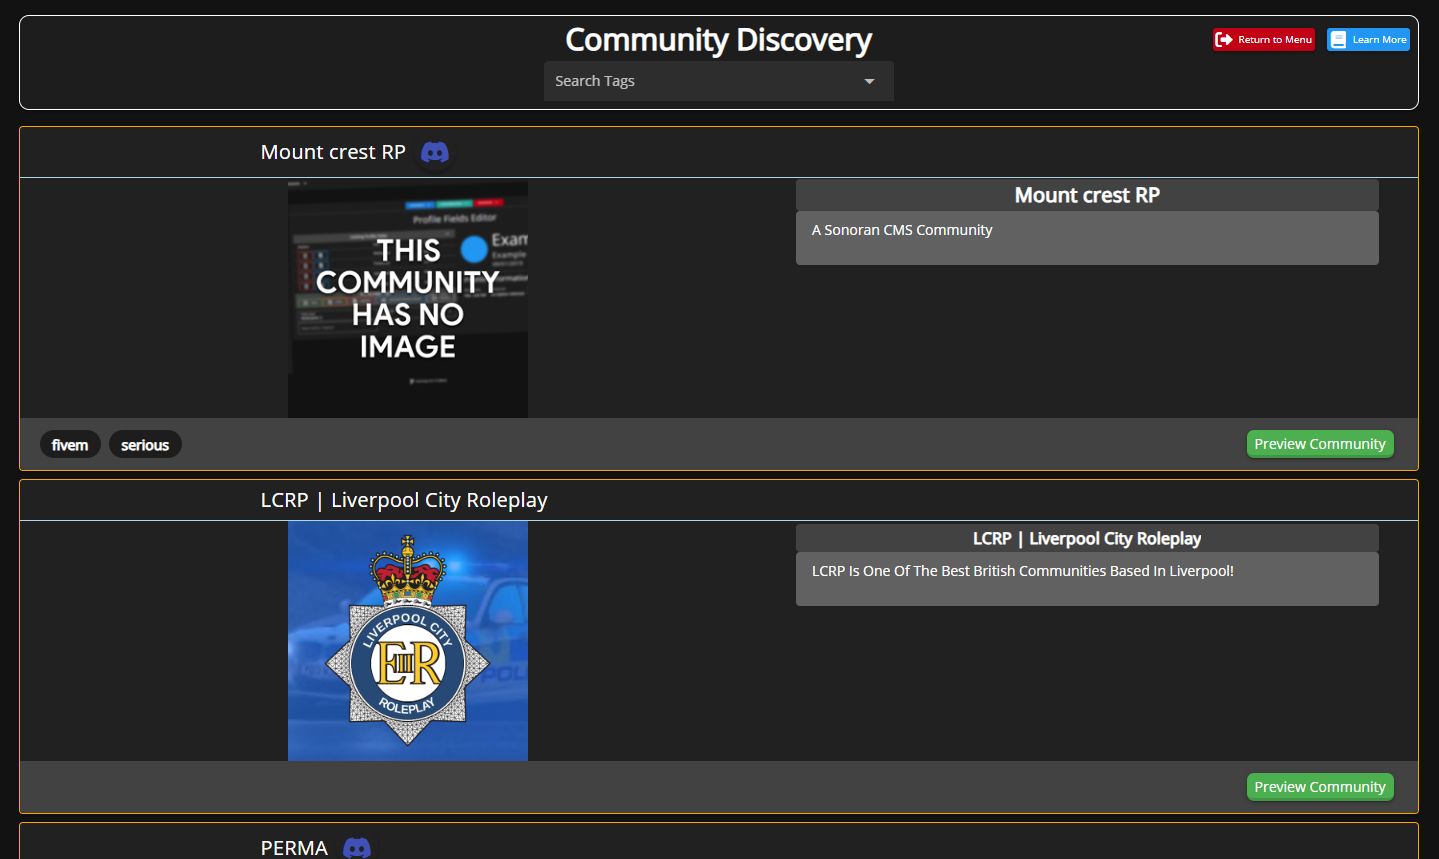 Community Discovery
Return to Menu
Learn More
Search Tags
Mount crest RP
Profile Fields Editor
THIS
COMMUNITY
HAS NO
IMAGE
Mount crest RP
A Sonoran CMS Community
fivem
serious
Preview Community
LCRP | Liverpool City Roleplay
LIVERPOOL CITY
EIIR
ROLEPLAY
LCRP | Liverpool City Roleplay
LCRP Is One Of The Best British Communities Based In Liverpool!
Preview Community
PERMA